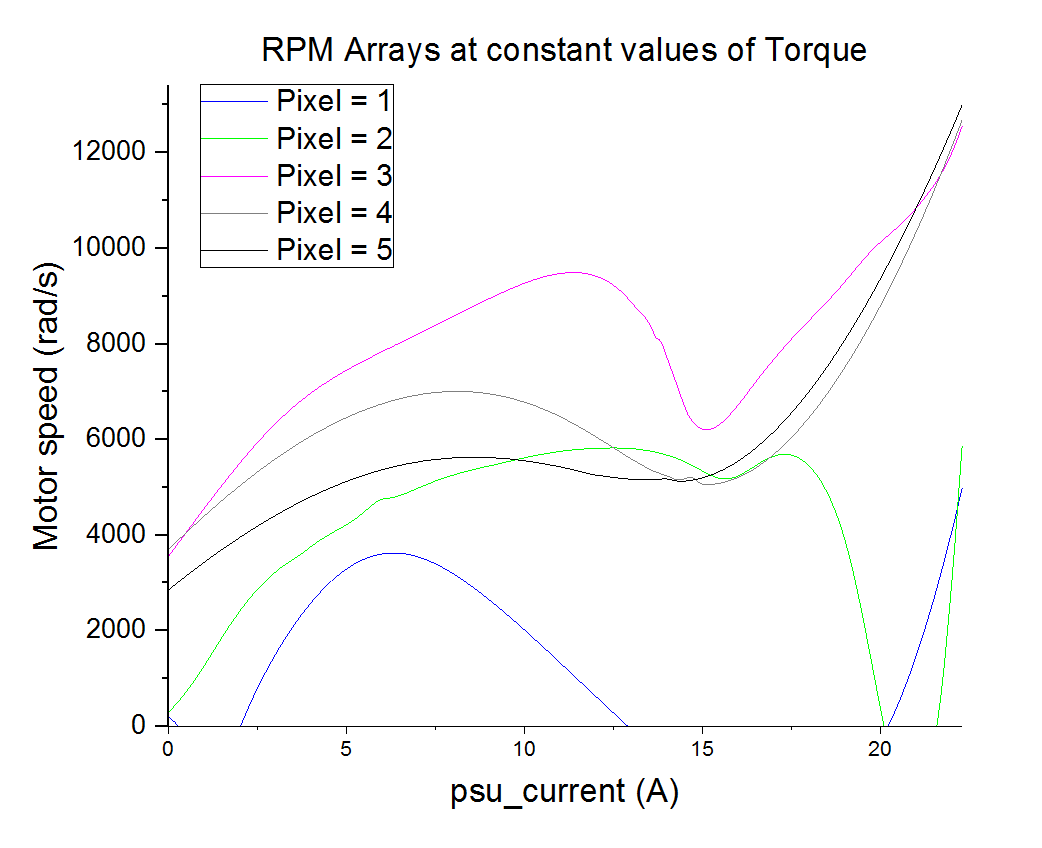 RPM Arrays at constant values of Torque
Pixel = 1
Pixel = 2
Pixel = 3
Pixel = 4
Pixel = 5
12000
10000
8000
6000
4000
2000
0
Motor speed (rad/s)
0 5 10 15 20
psu_current (A)